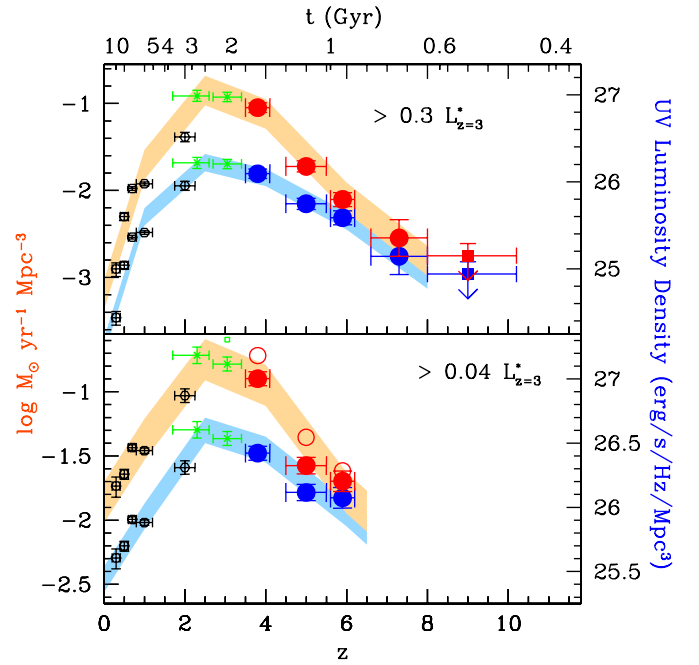 t (Gyr)
10 5 4 3 2 1 0.6 0.4
> 0.3 L*z=3
-1
-2
-3
27
26
25
> 0.04 L*z=3
-1
-1.5
-2
-2.5
27
26.5
26.2
25.6
0 2 4 6 8 10
z
log M☉ yr⁻¹ Mpc⁻³
UV Luminosity Density (erg/s/Hz/Mpc³)